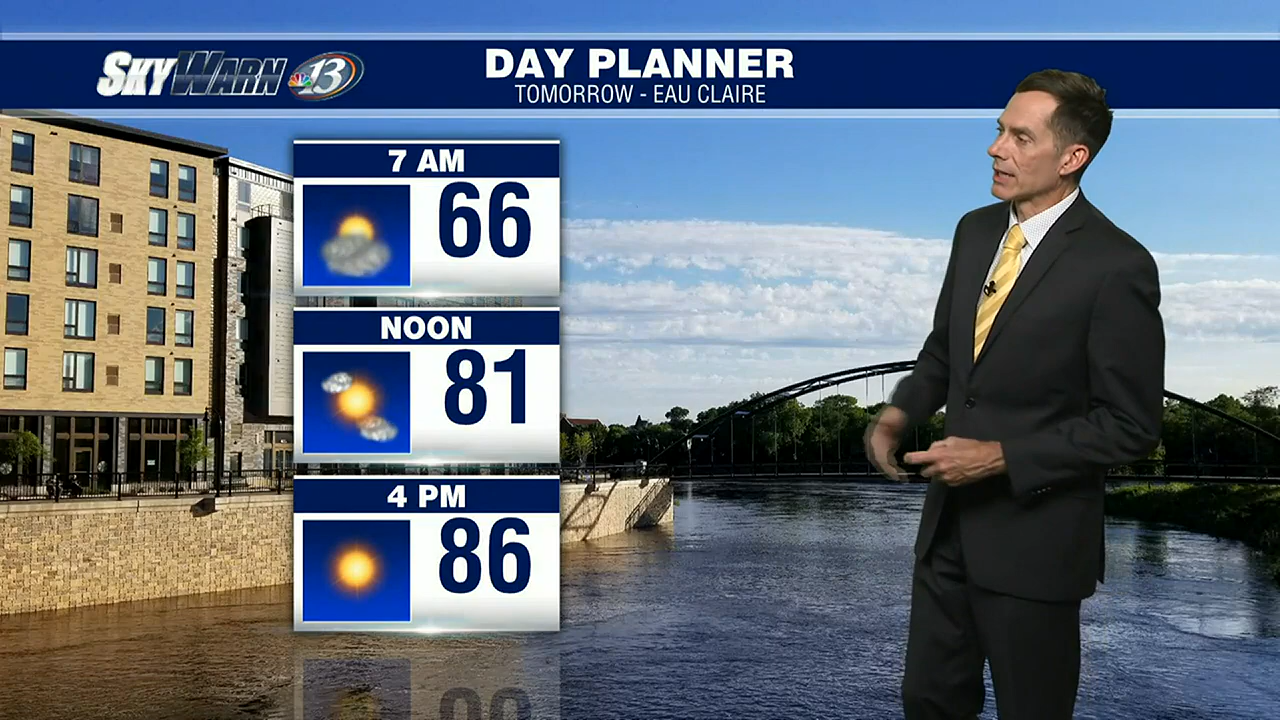 SKYWARN 13
DAY PLANNER
TOMORROW - EAU CLAIRE
7 AM
66
NOON
81
4 PM
86